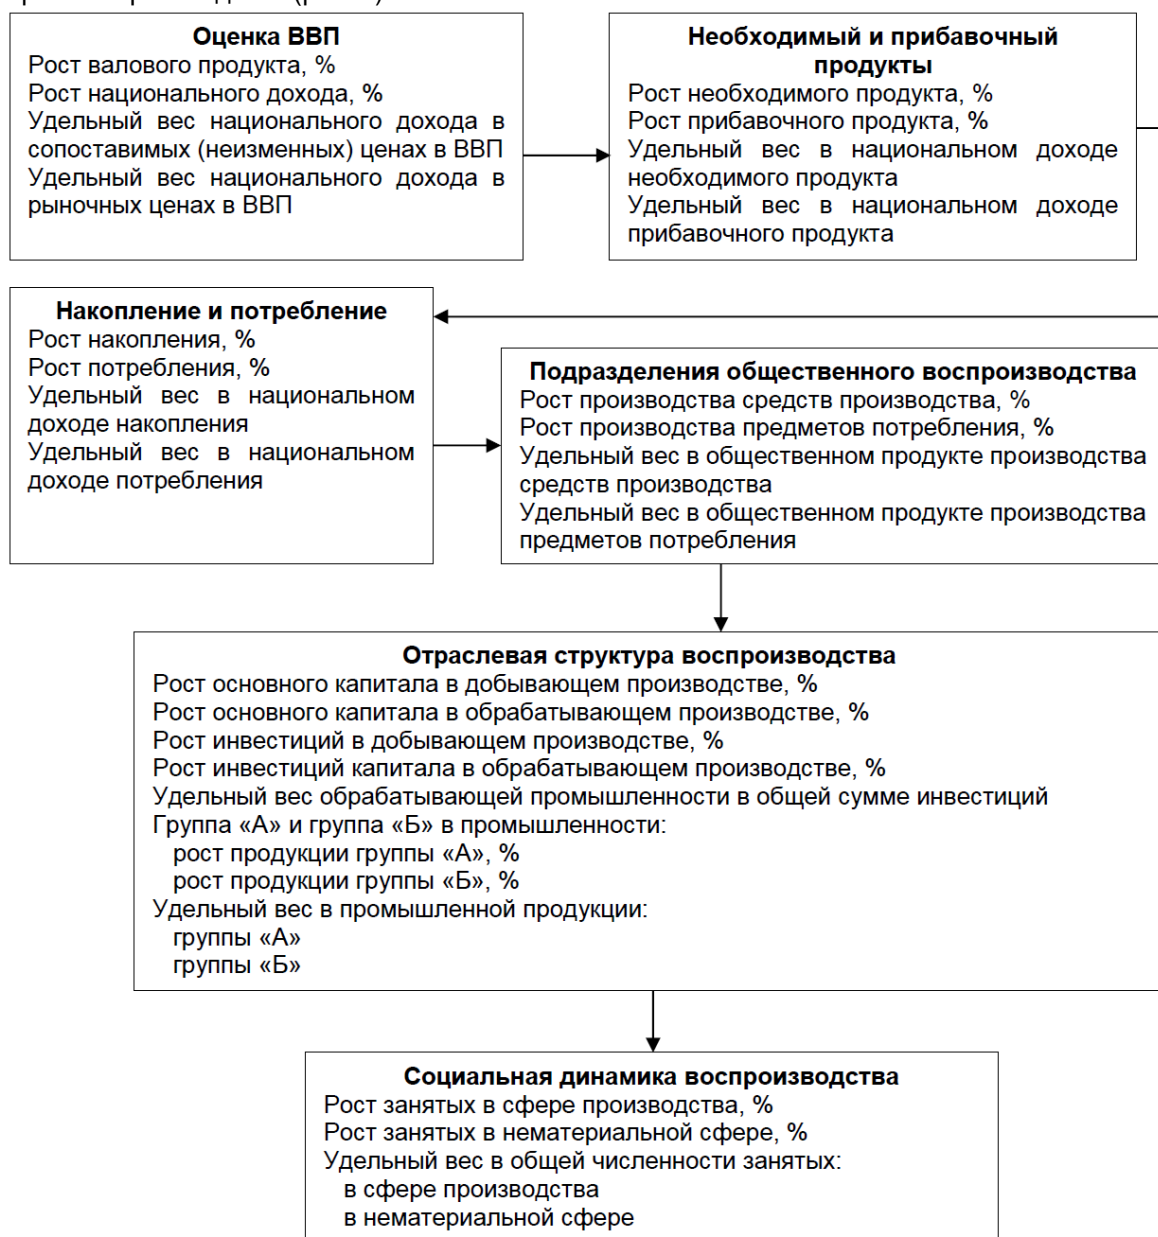 Оценка ВВП
Рост валового продукта, %
Рост национального дохода, %
Удельный вес национального дохода в
сопоставимых (неизменных) ценах в ВВП
Удельный вес национального дохода в
рыночных ценах в ВВП
Необходимый и прибавочный
продукты
Рост необходимого продукта, %
Рост прибавочного продукта, %
Удельный вес в национальном доходе
необходимого продукта
Удельный вес в национальном доходе
прибавочного продукта
Накопление и потребление
Рост накопления, %
Рост потребления, %
Удельный вес в национальном
доходе накопления
Удельный вес в национальном
доходе потребления
Подразделения общественного воспроизводства
Рост производства средств производства, %
Рост производства предметов потребления, %
Удельный вес в общественном продукте производства
средств производства
Удельный вес в общественном продукте производства
предметов потребления
Отраслевая структура воспроизводства
Рост основного капитала в добывающем производстве, %
Рост основного капитала в обрабатывающем производстве, %
Рост инвестиций в добывающем производстве, %
Рост инвестиций капитала в обрабатывающем производстве, %
Удельный вес обрабатывающей промышленности в общей сумме инвестиций
Группа «А» и группа «Б» в промышленности:
рост продукции группы «А», %
рост продукции группы «Б», %
Удельный вес в промышленной продукции:
группы «А»
группы «Б»
Социальная динамика воспроизводства
Рост занятых в сфере производства, %
Рост занятых в нематериальной сфере, %
Удельный вес в общей численности занятых:
в сфере производства
в нематериальной сфере